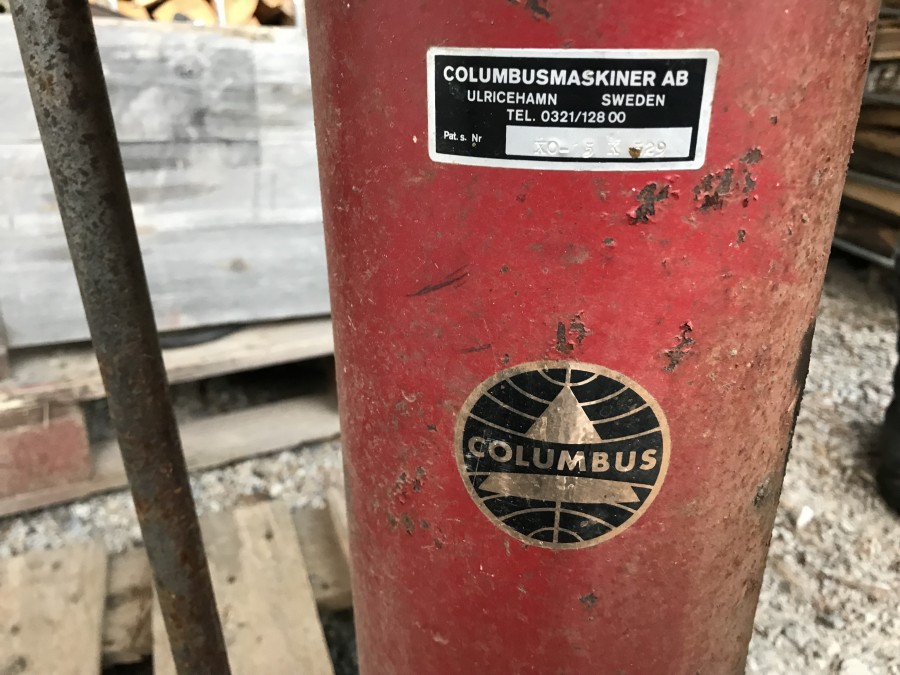 COLUMBUSMASKINER AB
ULRICEHAMN SWEDEN
TEL. 0321/128 00
Pat. s. Nr
COLUMBUS